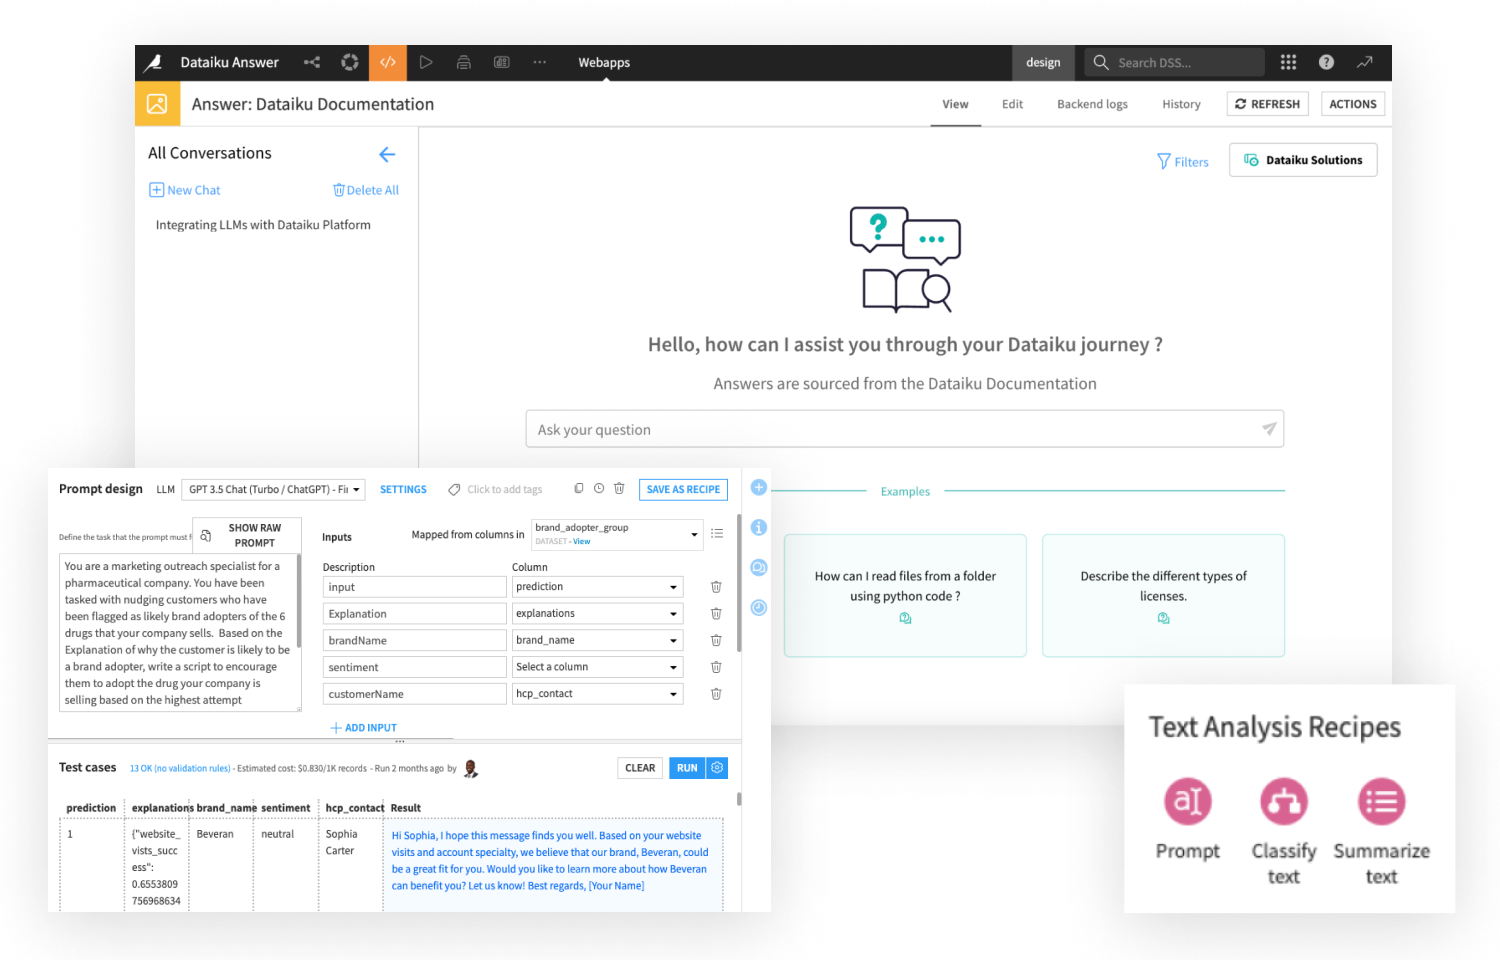 Dataiku Answer
Webapps
design
Search DSS...
Answer: Dataiku Documentation
View
Edit
Backend logs
History
REFRESH
ACTIONS
All Conversations
New Chat
Delete All
Integrating LLMs with Dataiku Platform
Filters
Dataiku Solutions
Hello, how can I assist you through your Dataiku journey ?
Answers are sourced from the Dataiku Documentation
Ask your question
Examples
How can I read files from a folder
using python code ?
Describe the different types of
licenses.
Prompt design
LLM
GPT 3.5 Chat (Turbo / ChatGPT) - Fi
SETTINGS
Click to add tags
SAVE AS RECIPE
Define the task that the prompt must
SHOW RAW
PROMPT
You are a marketing outreach specialist for a
pharmaceutical company. You have been
tasked with nudging customers who have
been flagged as likely brand adopters of the 6
drugs that your company sells. Based on the
Explanation of why the customer is likely to be
a brand adopter, write a script to encourage
them to adopt the drug your company is
selling based on the highest attempt
Inputs
Mapped from columns in
brand_adopter_group
DATASET - View
Description
Column
input
prediction
Explanation
explanations
brandName
brand_name
sentiment
Select a column
customerName
hcp_contact
ADD INPUT
Test cases
13 OK (no validation rules) - Estimated cost: $0.830/1K records - Run 2 months ago by
CLEAR
RUN
prediction
explanations
brand_name
sentiment
hcp_contact
Result
1
{"website_
vists_succ
ess":
0.6553809
756968634
Beveran
neutral
Sophia
Carter
Hi Sophia, I hope this message finds you well. Based on your website
visits and account specialty, we believe that our brand, Beveran, could
be a great fit for you. Would you like to learn more about how Beveran
can benefit you? Let us know! Best regards, [Your Name]
Text Analysis Recipes
Prompt
Classify
text
Summarize
text